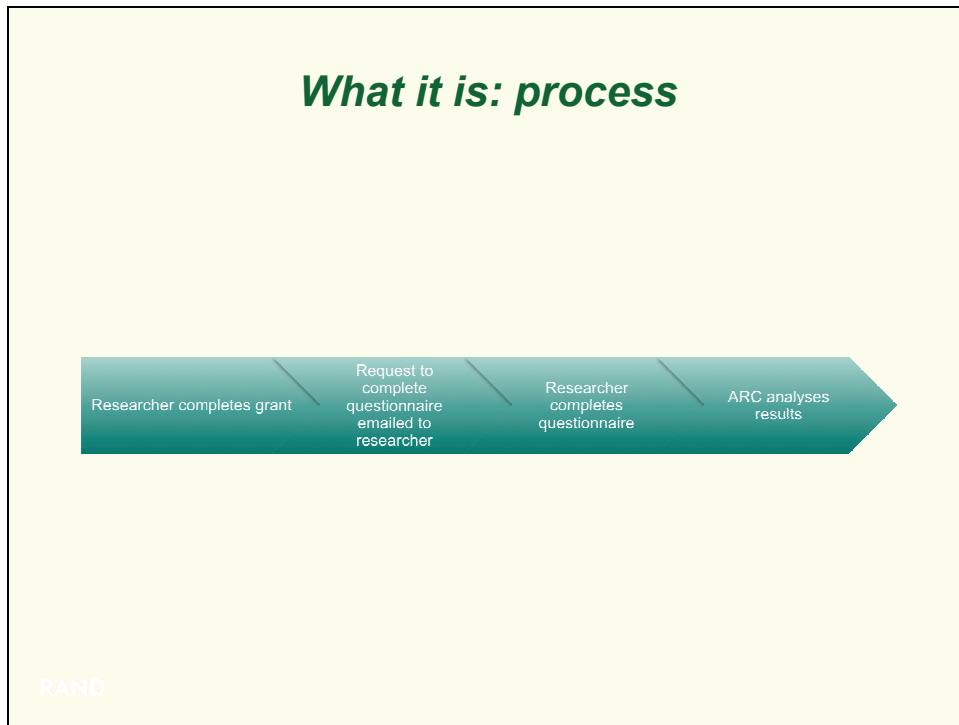 What it is: process
Researcher completes grant
Request to
complete
questionnaire
emailed to
researcher
Researcher
completes
questionnaire
ARC analyses
results
RAND